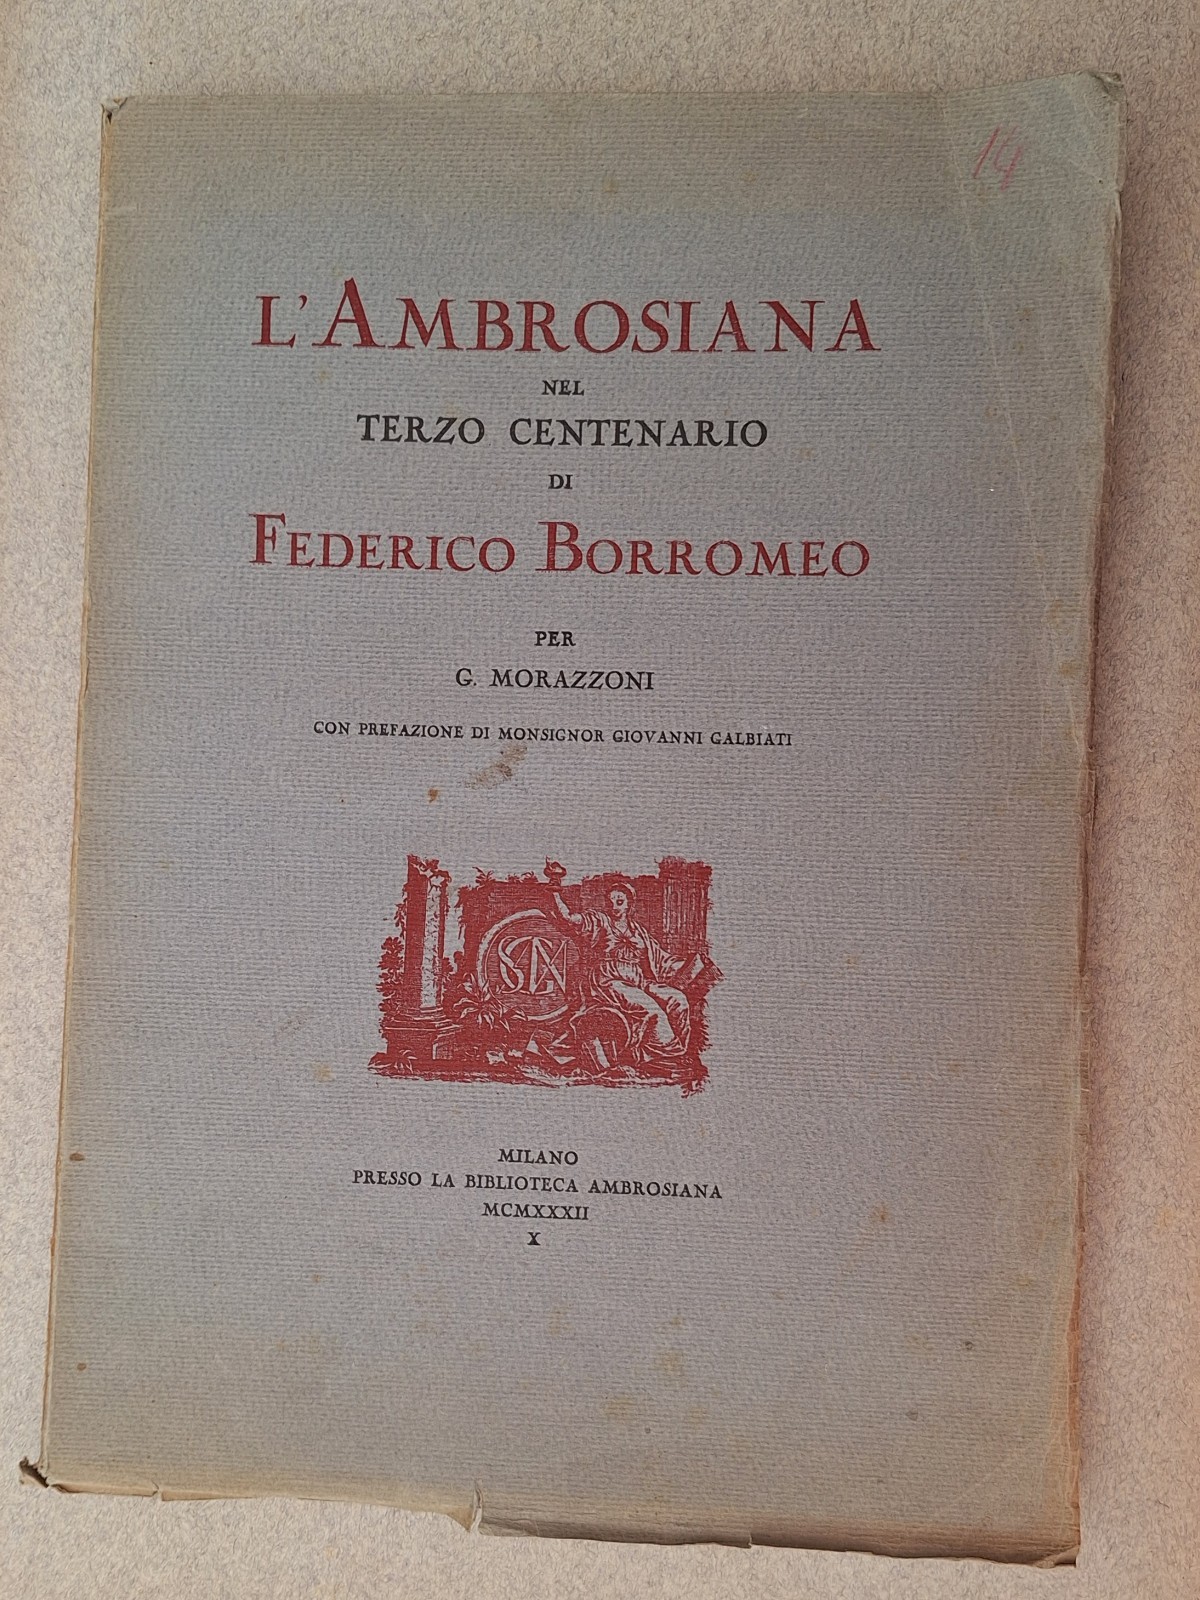 14
L'AMBROSIANA
NEL
TERZO CENTENARIO
DI
FEDERICO BORROMEO
PER
G. MORAZZONI
CON PREFAZIONE DI MONSIGNOR GIOVANNI GALBIATI
MILANO
PRESSO LA BIBLIOTECA AMBROSIANA
MCMXXXII
X